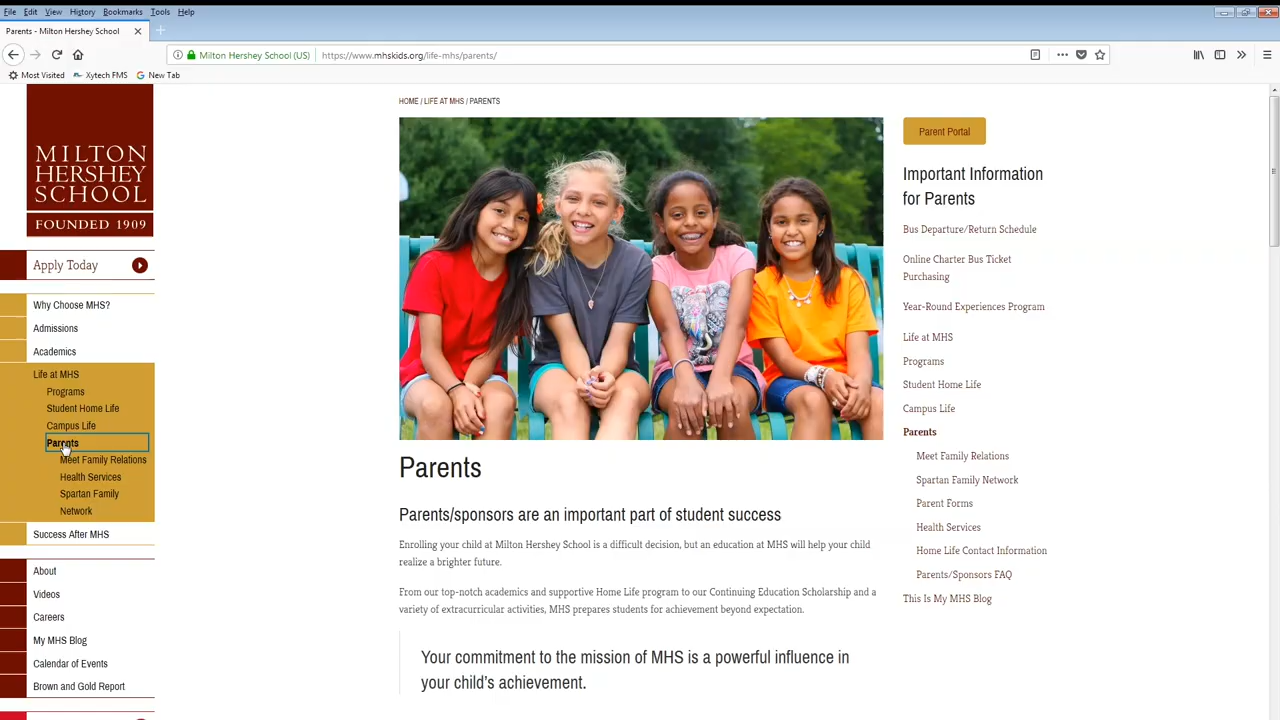 File Edit View History Bookmarks Tools Help
Parents - Milton Hershey School
Milton Hershey School (US) https://www.mhskids.org/life-mhs/parents/
Most Visited Xytech FMS New Tab
MILTON
HERSHEY
SCHOOL
FOUNDED 1909
Apply Today
Why Choose MHS?
Admissions
Academics
Life at MHS
Programs
Student Home Life
Campus Life
Parents
Meet Family Relations
Health Services
Spartan Family
Network
Success After MHS
About
Videos
Careers
My MHS Blog
Calendar of Events
Brown and Gold Report
HOME / LIFE AT MHS / PARENTS
Parents
Parents/sponsors are an important part of student success
Enrolling your child at Milton Hershey School is a difficult decision, but an education at MHS will help your child
realize a brighter future.
From our top-notch academics and supportive Home Life program to our Continuing Education Scholarship and a
variety of extracurricular activities, MHS prepares students for achievement beyond expectation.
Your commitment to the mission of MHS is a powerful influence in
your child's achievement.
Parent Portal
Important Information
for Parents
Bus Departure/Return Schedule
Online Charter Bus Ticket
Purchasing
Year-Round Experiences Program
Life at MHS
Programs
Student Home Life
Campus Life
Parents
Meet Family Relations
Spartan Family Network
Parent Forms
Health Services
Home Life Contact Information
Parents/Sponsors FAQ
This Is My MHS Blog